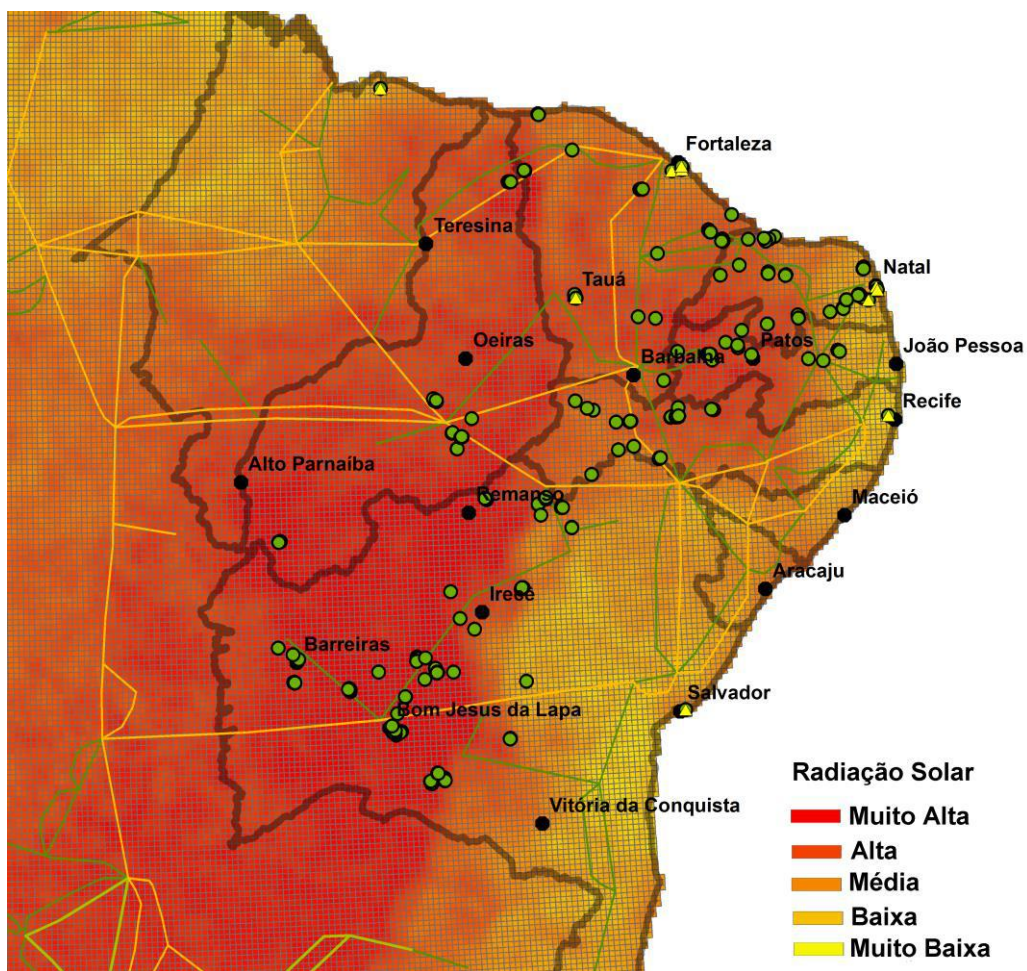 Fortaleza
Teresina
Natal
Tauá
Oeiras
Patos
João Pessoa
Barbalha
Recife
Alto Parnaíba
Remanso
Maceió
Aracaju
Irecê
Barreiras
Salvador
Bom Jesus da Lapa
Vitória da Conquista
Radiação Solar
Muito Alta
Alta
Média
Baixa
Muito Baixa